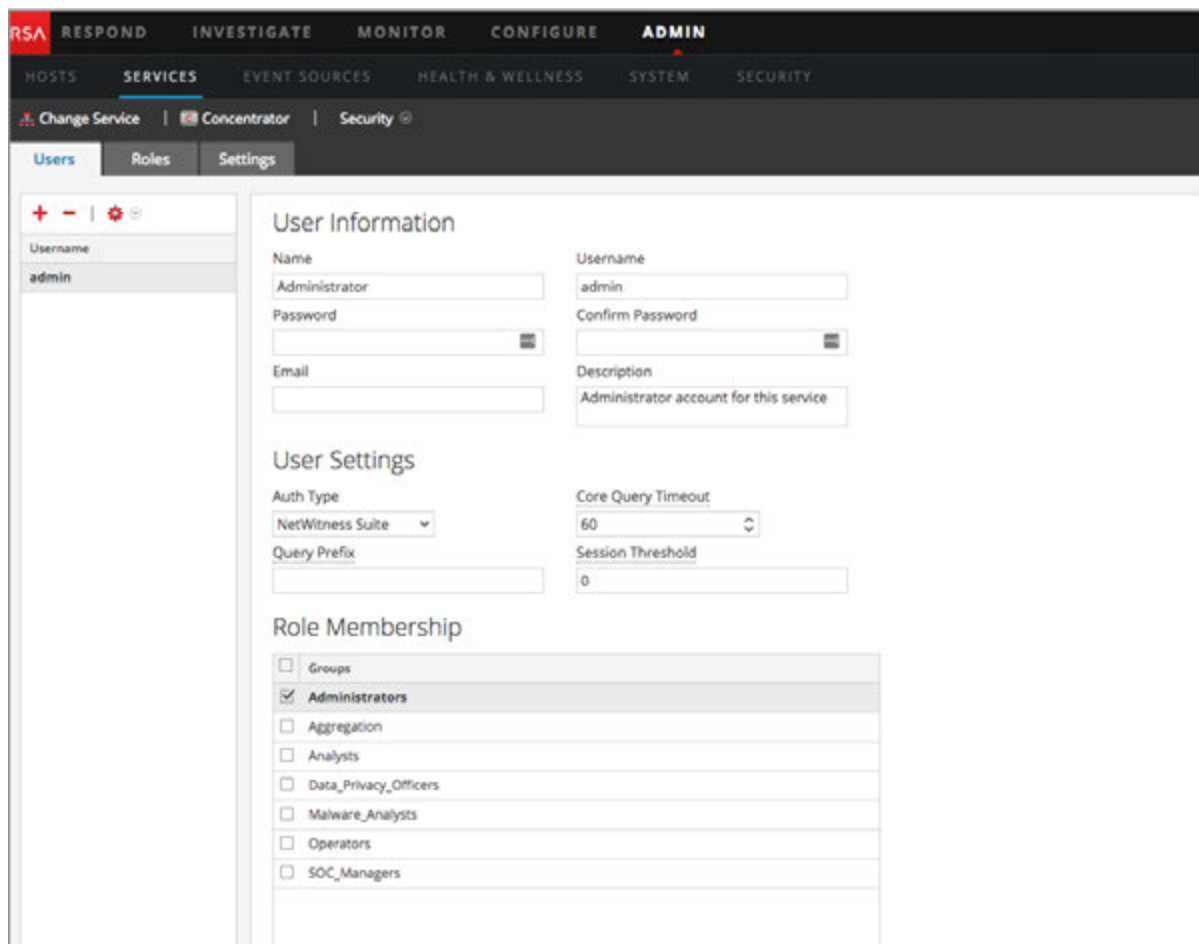 RSA RESPOND INVESTIGATE MONITOR CONFIGURE ADMIN
HOSTS SERVICES EVENT SOURCES HEALTH & WELLNESS SYSTEM SECURITY
Change Service | Concentrator | Security
Users Roles Settings
Username
admin
User Information
Name Username
Administrator admin
Password Confirm Password
Email Description
Administrator account for this service
User Settings
Auth Type Core Query Timeout
NetWitness Suite 60
Query Prefix Session Threshold
0
Role Membership
Groups
Administrators
Aggregation
Analysts
Data_Privacy_Officers
Malware_Analysts
Operators
SOC_Managers